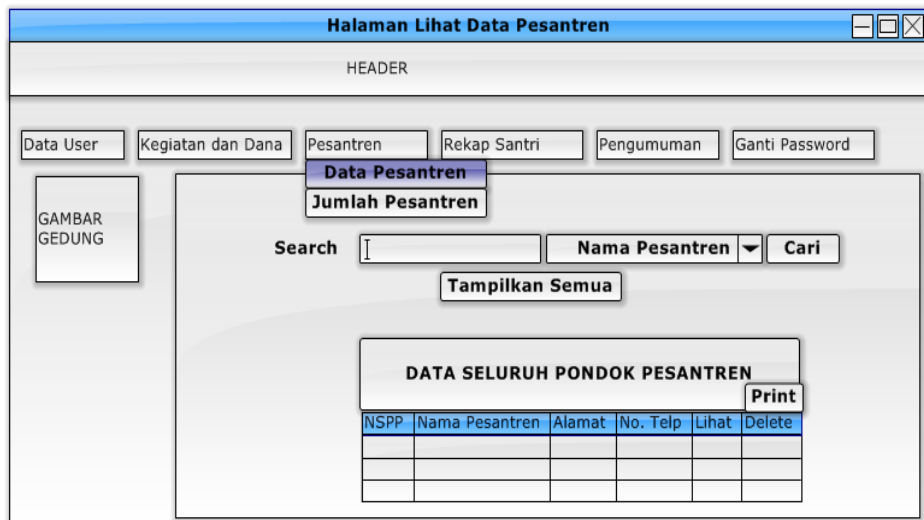 Halaman Lihat Data Pesantren
HEADER
Data User Kegiatan dan Dana Pesantren Rekap Santri Pengumuman Ganti Password
Data Pesantren
Jumlah Pesantren
GAMBAR
GEDUNG
Search Nama Pesantren Cari
Tampilkan Semua
DATA SELURUH PONDOK PESANTREN
Print
NSPP Nama Pesantren Alamat No. Telp Lihat Delete